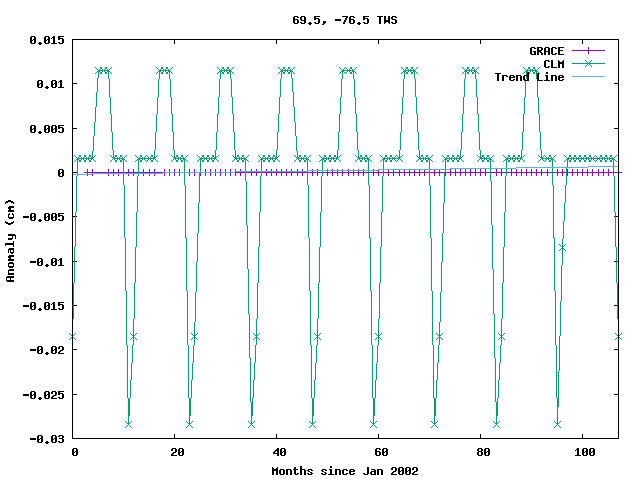 69.5, -76.5 TWS
0.015
0.01
0.005
0
-0.005
-0.01
-0.015
-0.02
-0.025
-0.03
Anomaly (cm)
GRACE
CLM
Trend Line
0 20 40 60 80 100
Months since Jan 2002